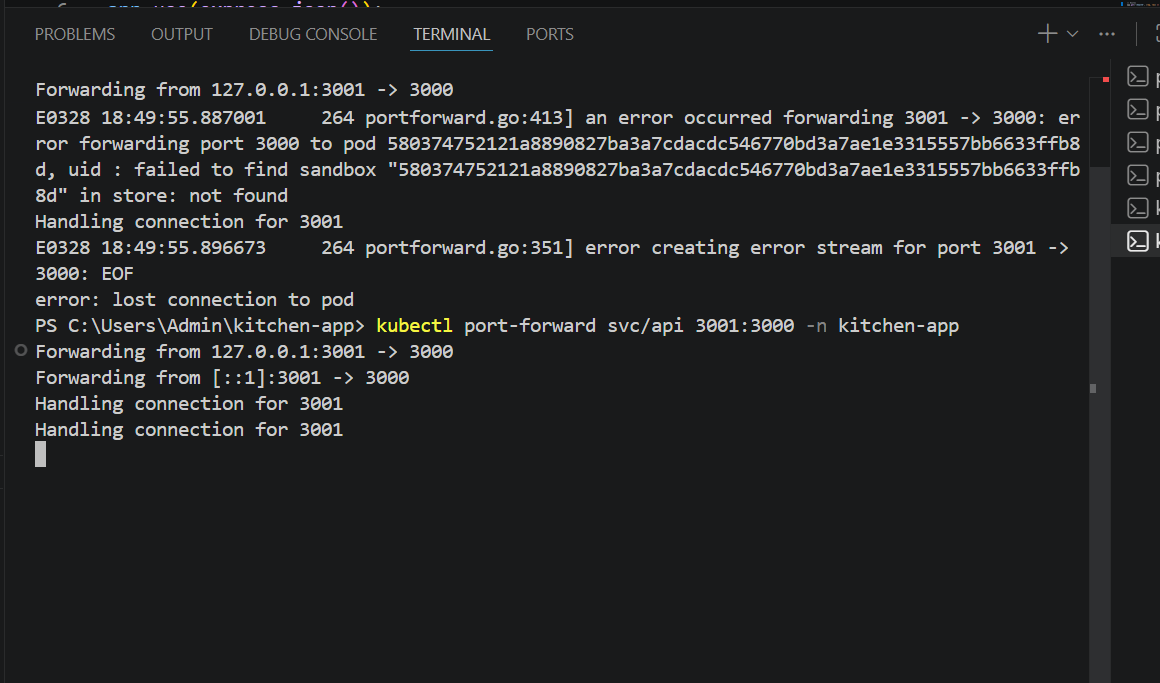 app.use(express.json());
PROBLEMS OUTPUT DEBUG CONSOLE TERMINAL PORTS
Forwarding from 127.0.0.1:3001 -> 3000
E0328 18:49:55.887001     264 portforward.go:413] an error occurred forwarding 3001 -> 3000: er
ror forwarding port 3000 to pod 580374752121a8890827ba3a7cdacdc546770bd3a7ae1e3315557bb6633ffb8
d, uid : failed to find sandbox "580374752121a8890827ba3a7cdacdc546770bd3a7ae1e3315557bb6633ffb
8d" in store: not found
Handling connection for 3001
E0328 18:49:55.896673     264 portforward.go:351] error creating error stream for port 3001 ->
3000: EOF
error: lost connection to pod
PS C:\Users\Admin\kitchen-app> kubectl port-forward svc/api 3001:3000 -n kitchen-app
Forwarding from 127.0.0.1:3001 -> 3000
Forwarding from [::1]:3001 -> 3000
Handling connection for 3001
Handling connection for 3001